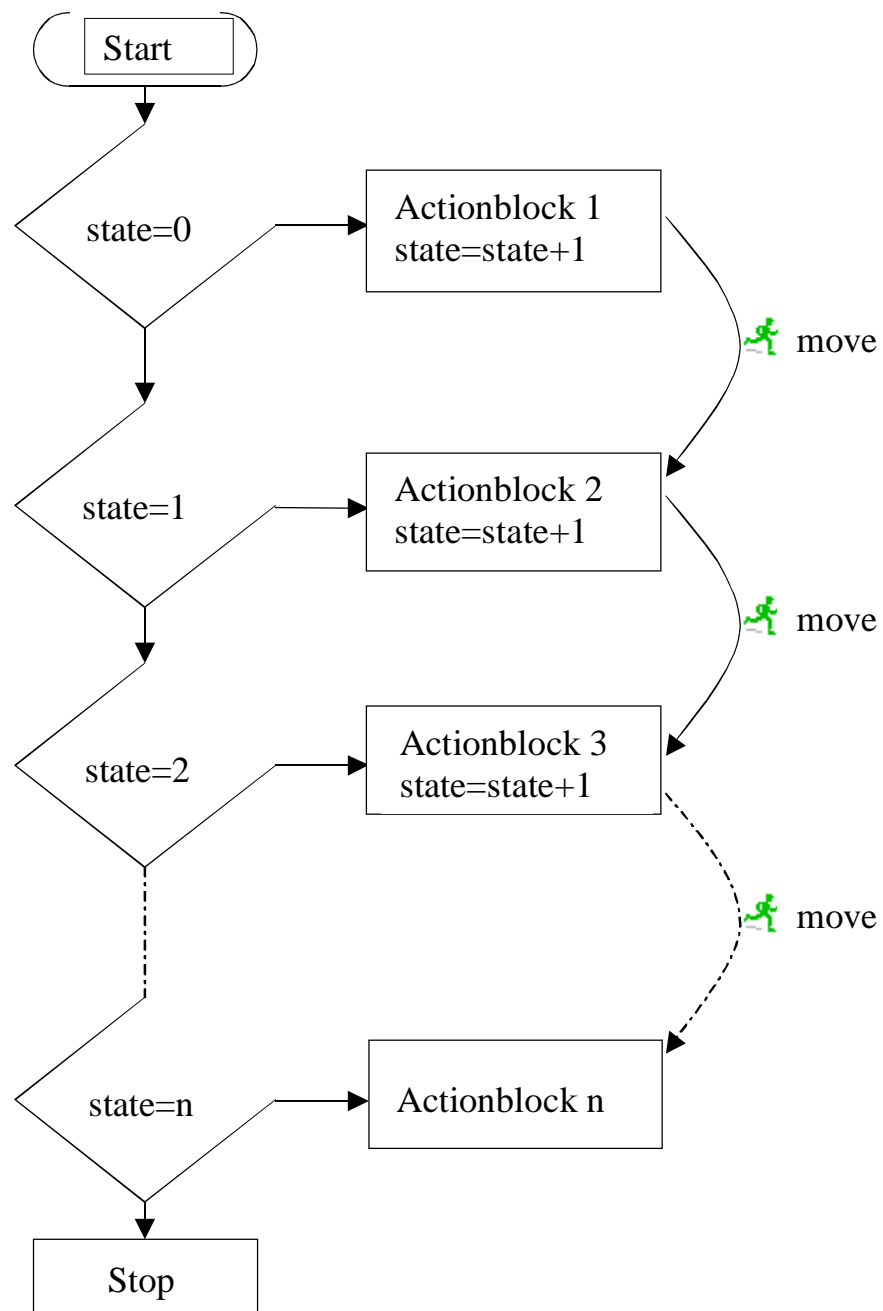 Start
state=0
Actionblock 1
state=state+1
move
state=1
Actionblock 2
state=state+1
move
state=2
Actionblock 3
state=state+1
move
state=n
Actionblock n
Stop